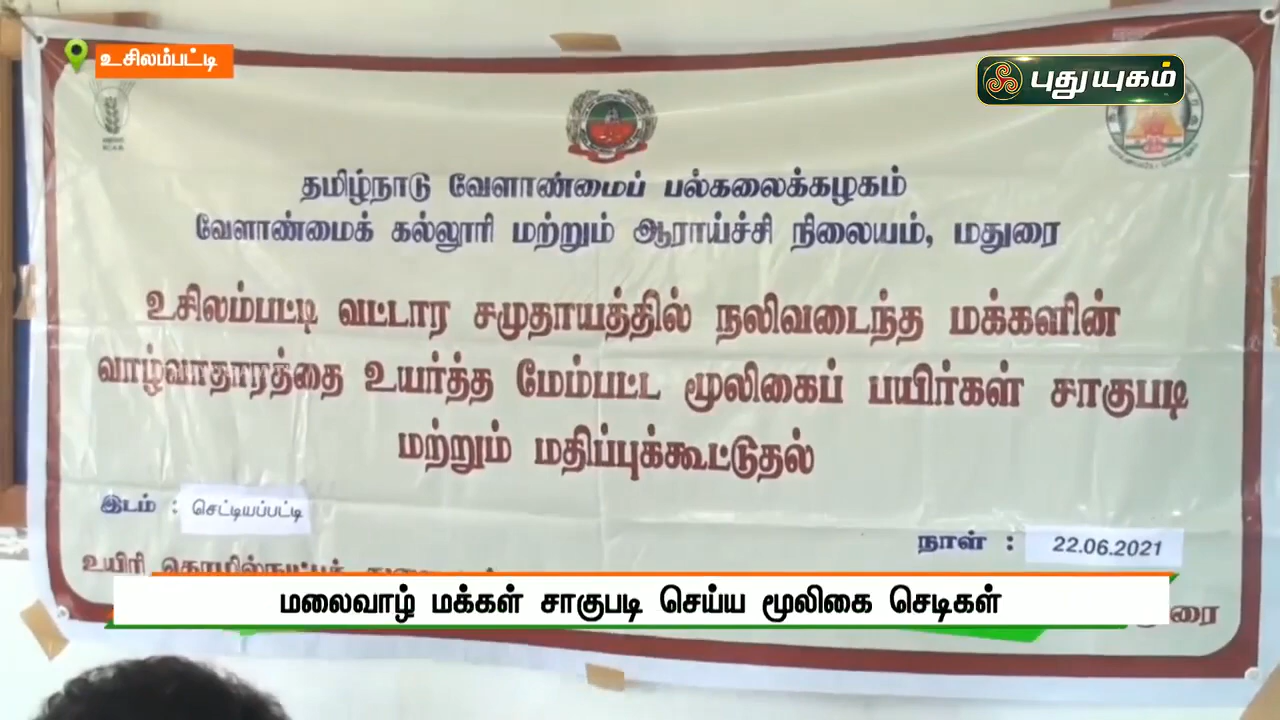 உசிலம்பட்டி
புதுயுகம்
தமிழ்நாடு வேளாண்மைப் பல்கலைக்கழகம்
வேளாண்மைக் கல்லூரி மற்றும் ஆராய்ச்சி நிலையம், மதுரை
உசிலம்பட்டி வட்டார சமுதாயத்தில் நலிவடைந்த மக்களின்
வாழ்வாதாரத்தை உயர்த்த மேம்பட்ட மூலிகைப் பயிர்கள் சாகுபடி
மற்றும் மதிப்புக்கூட்டுதல்
இடம் : செட்டியப்பட்டி
நாள் : 22.06.2021
உயிரி
மலைவாழ் மக்கள் சாகுபடி செய்ய மூலிகை செடிகள்